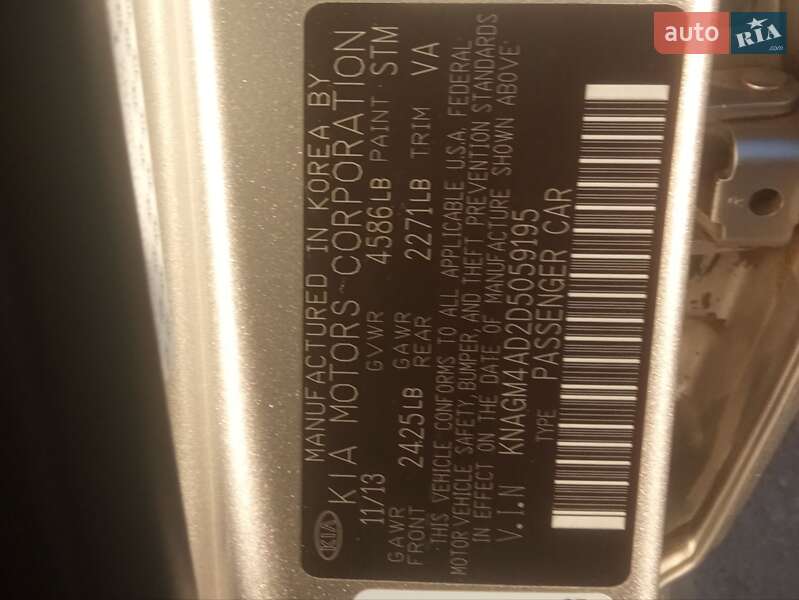 auto RIA .com
KIA
MANUFACTURED IN KOREA BY
KIA MOTORS CORPORATION
11/13 GVWR 4586LB PAINT STM
GAWR FRONT 2425LB GAWR REAR 2271LB TRIM VA
THIS VEHICLE CONFORMS TO ALL APPLICABLE U.S.A. FEDERAL
MOTOR VEHICLE SAFETY, BUMPER, AND THEFT PREVENTION STANDARDS
IN EFFECT ON THE DATE OF MANUFACTURE SHOWN ABOVE.
V.I.N KNAGM4AD2D5059195
TYPE PASSENGER CAR